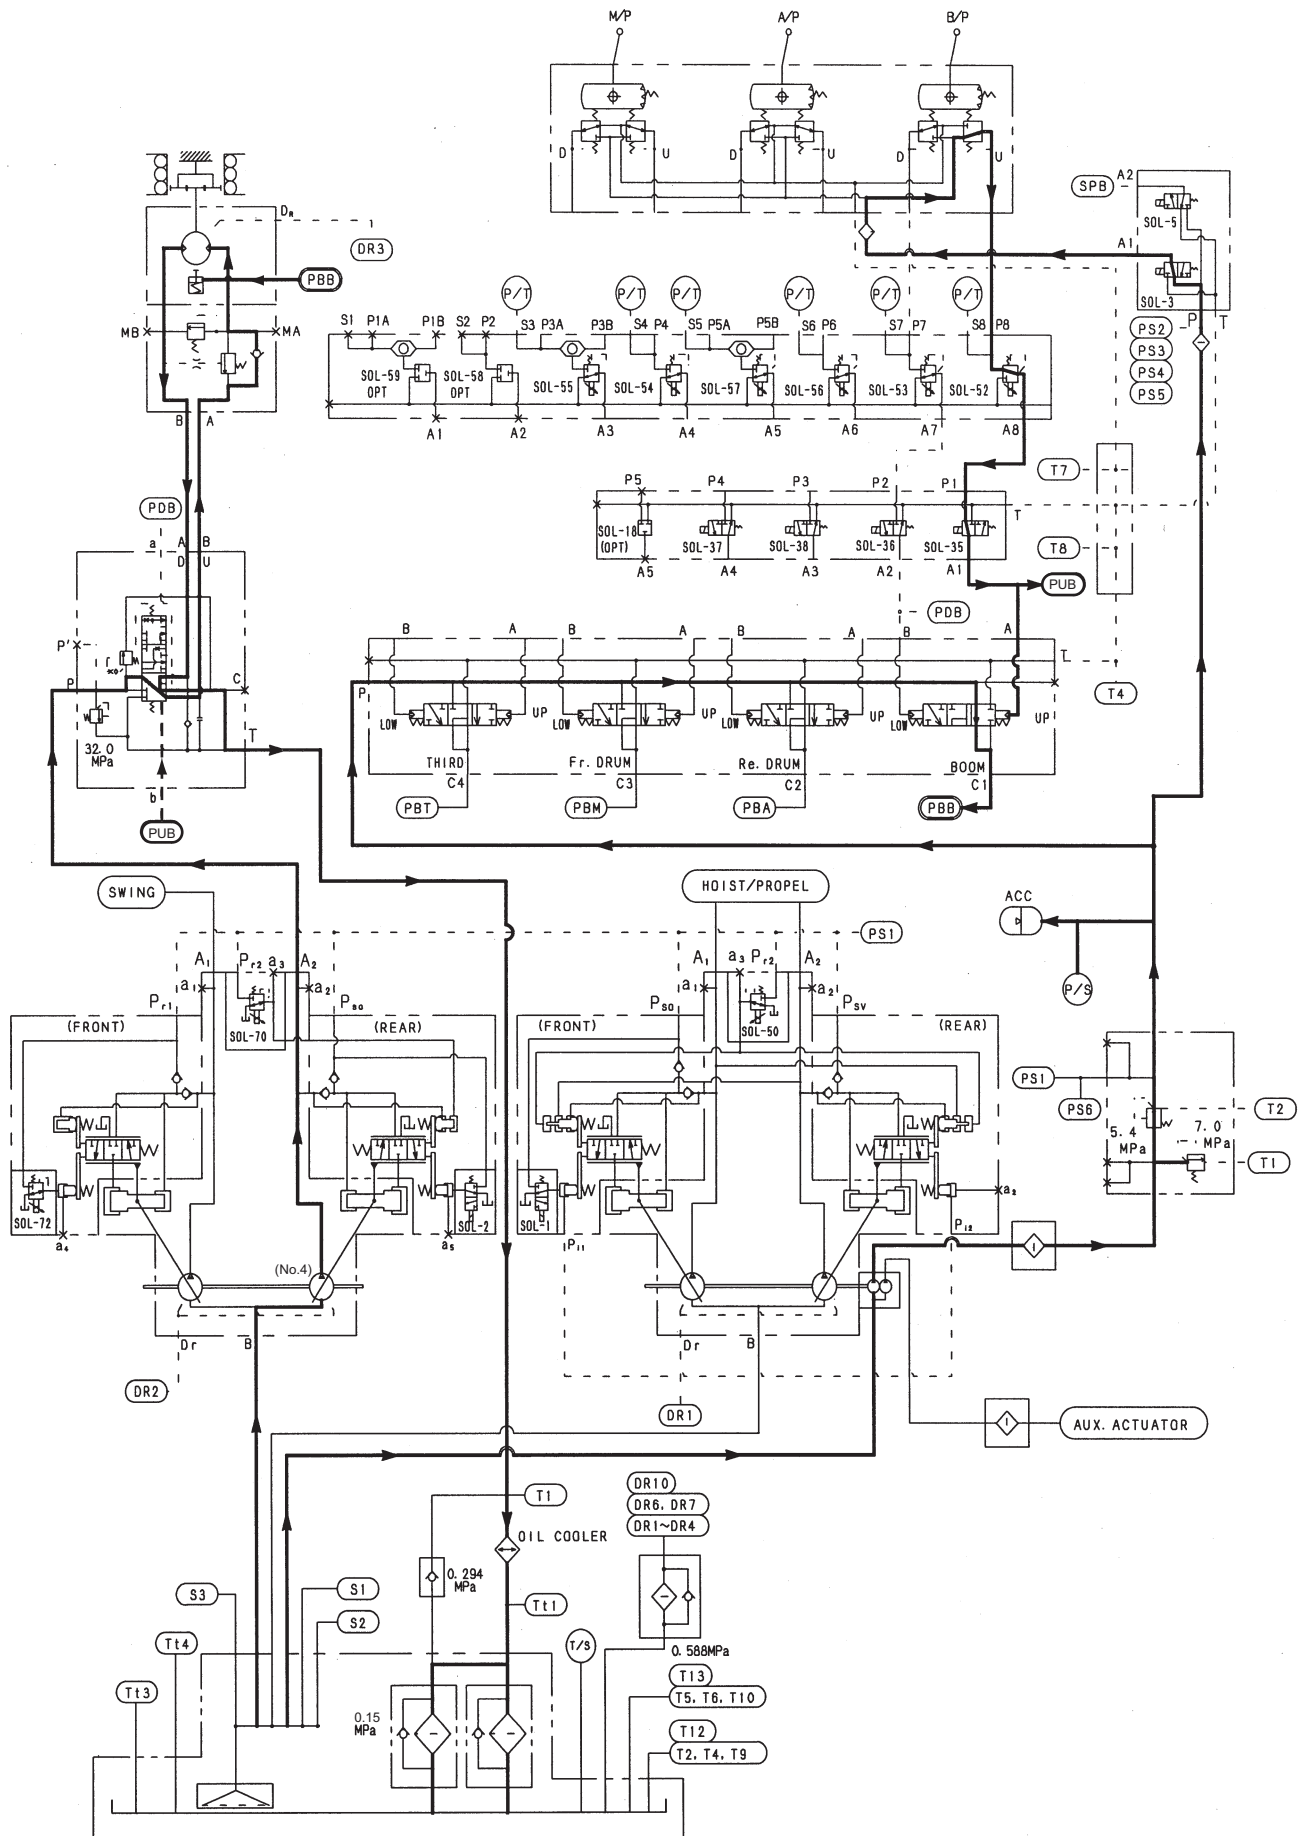 M/P A/P B/P
D U D U D U
A2
SPB
SOL-5
A1
SOL-3
P T
PS2
PS3
PS4
PS5
DR
DR3
PBB
MB MA
B A
P/T P/T P/T P/T P/T
S1 P1A P1B S2 P2 S3 P3A P3B S4 P4 S5 P5A P5B S6 P6 S7 P7 S8 P8
SOL-59
OPT
SOL-58
OPT
SOL-55 SOL-54 SOL-57 SOL-56 SOL-53 SOL-52
A1 A2 A3 A4 A5 A6 A7 A8
P5 P4 P3 P2 P1
T
SOL-18
(OPT)
SOL-37 SOL-38 SOL-36 SOL-35
A5 A4 A3 A2 A1
T7
T8
PUB
PDB
T4
PDB
a A B
D U
P'
P C
T
32.0
MPa
b
PUB
B A B A B A B A
T
P
LOW UP LOW UP LOW UP LOW UP
THIRD Fr. DRUM Re. DRUM BOOM
C4 C3 C2 C1
PBT PBM PBA PBB
SWING
HOIST/PROPEL
ACC
P/S
PS1
A1 Pr2 a3 A2
a1 a2
Pr1 Pso
(FRONT) (REAR)
SOL-70
SOL-72 SOL-2
a4 a5
(No.4)
Dr B
DR2
A1 a3 Pr2 A2
a1 a2
Pso Psv
(FRONT) (REAR)
SOL-50
SOL-1
a2
Pi1 Pi2
Dr B
DR1
PS1
PS6
T2
5.4
MPa
7.0
MPa
T1
AUX. ACTUATOR
T1
OIL COOLER
DR10
DR6, DR7
DR1~DR4
0.294
MPa
Tt1
0.588MPa
S3
S1
S2
Tt4
Tt3
T/S
T13
T5, T6, T10
T12
T2, T4, T9
0.15
MPa